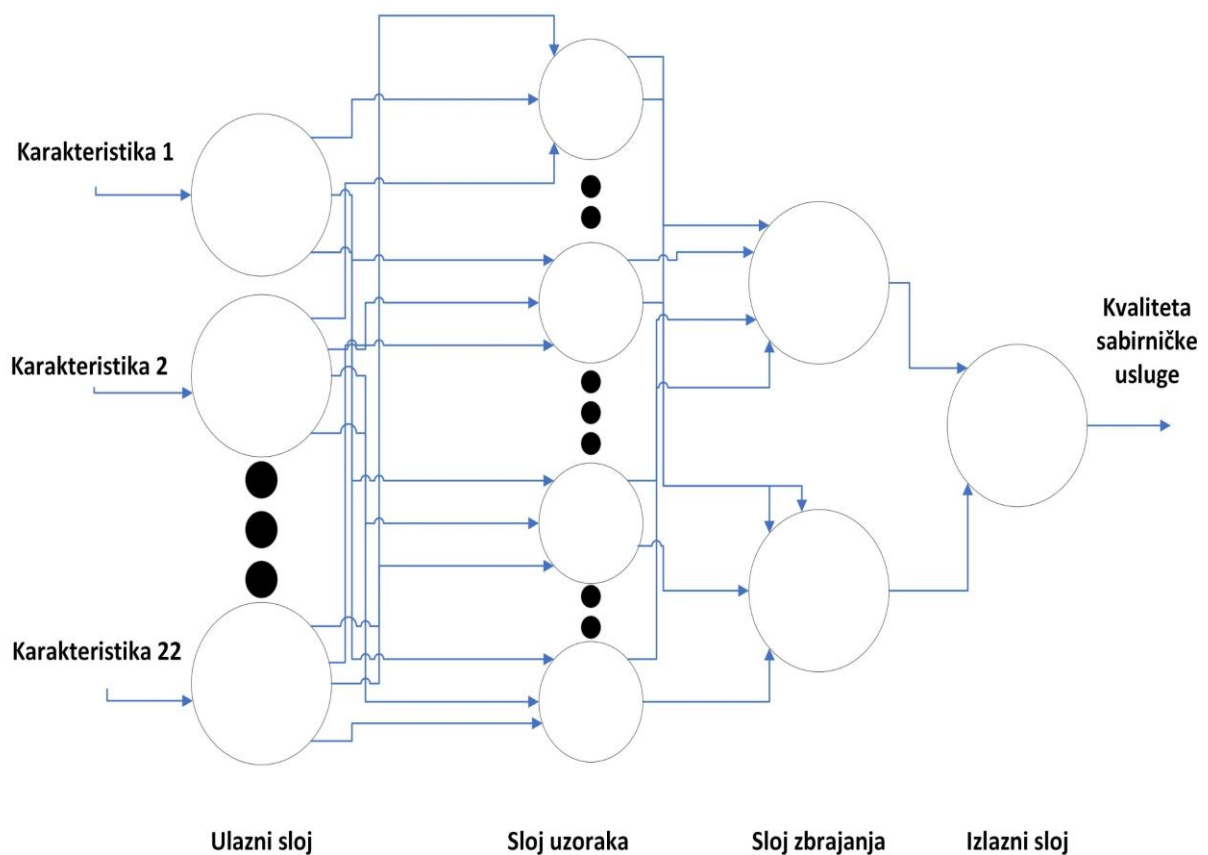 Karakteristika 1
Karakteristika 2
Karakteristika 22
Kvaliteta
sabirničke
usluge
Ulazni sloj
Sloj uzoraka
Sloj zbrajanja
Izlazni sloj